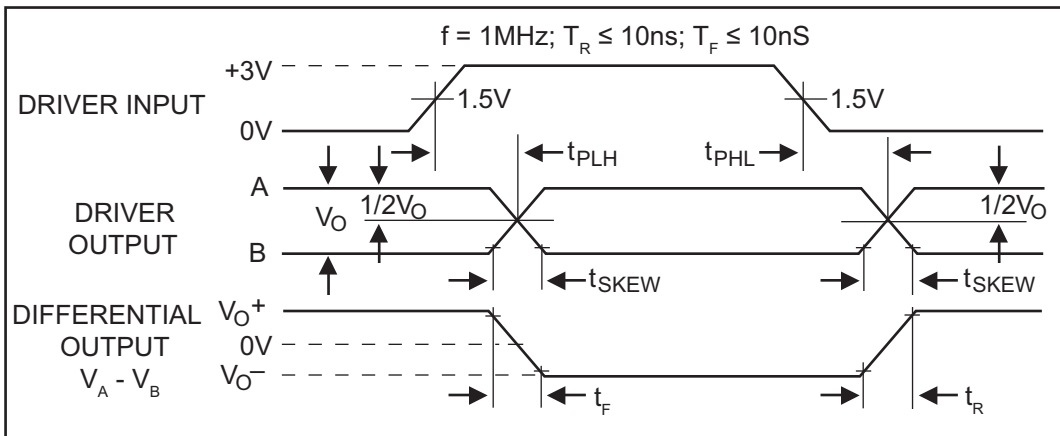 f = 1MHz; T_R ≤ 10ns; T_F ≤ 10nS
+3V
DRIVER INPUT
1.5V
1.5V
0V
t_PLH
t_PHL
A
DRIVER
OUTPUT
V_O
1/2V_O
1/2V_O
B
t_SKEW
t_SKEW
DIFFERENTIAL
OUTPUT
V_A - V_B
V_O+
0V
V_O–
t_F
t_R